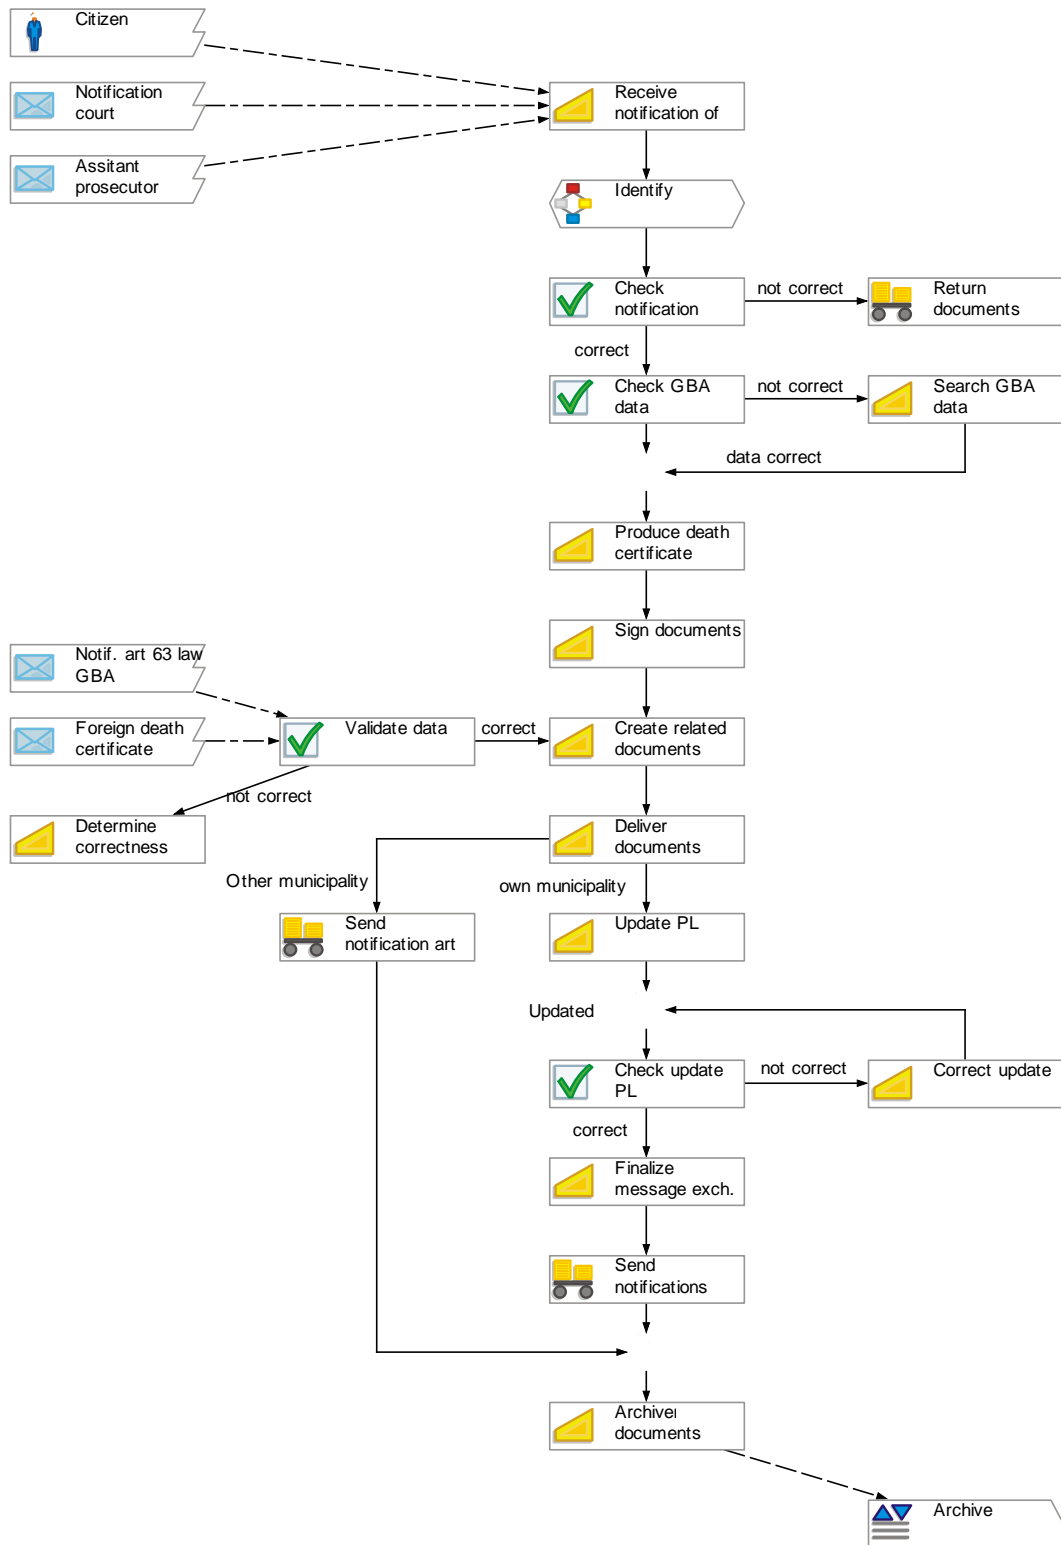 Citizen
Notification
court
Assitant
prosecutor
Receive
notification of
Identify
Check
notification
not correct
Return
documents
correct
Check GBA
data
not correct
Search GBA
data
data correct
Produce death
certificate
Sign documents
Notif. art 63 law
GBA
Foreign death
certificate
Validate data
correct
Create related
documents
not correct
Determine
correctness
Deliver
documents
Other municipality
own municipality
Send
notification art
Update PL
Updated
Check update
PL
not correct
Correct update
correct
Finalize
message exch.
Send
notifications
Archive
documents
Archive